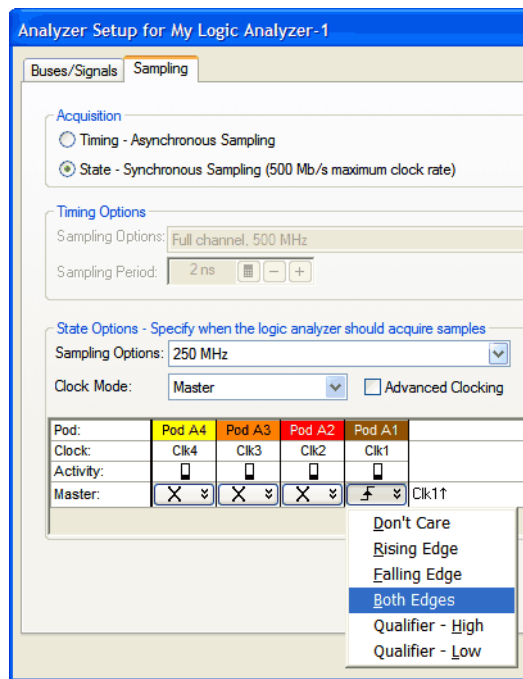 Analyzer Setup for My Logic Analyzer-1
Buses/Signals Sampling
Acquisition
Timing - Asynchronous Sampling
State - Synchronous Sampling (500 Mb/s maximum clock rate)
Timing Options
Sampling Options: Full channel, 500 MHz
Sampling Period: 2 ns
State Options - Specify when the logic analyzer should acquire samples
Sampling Options: 250 MHz
Clock Mode: Master Advanced Clocking
Pod: Pod A4 Pod A3 Pod A2 Pod A1
Clock: Clk4 Clk3 Clk2 Clk1
Activity:
Master: X X X Clk1↑
Don't Care
Rising Edge
Falling Edge
Both Edges
Qualifier - High
Qualifier - Low